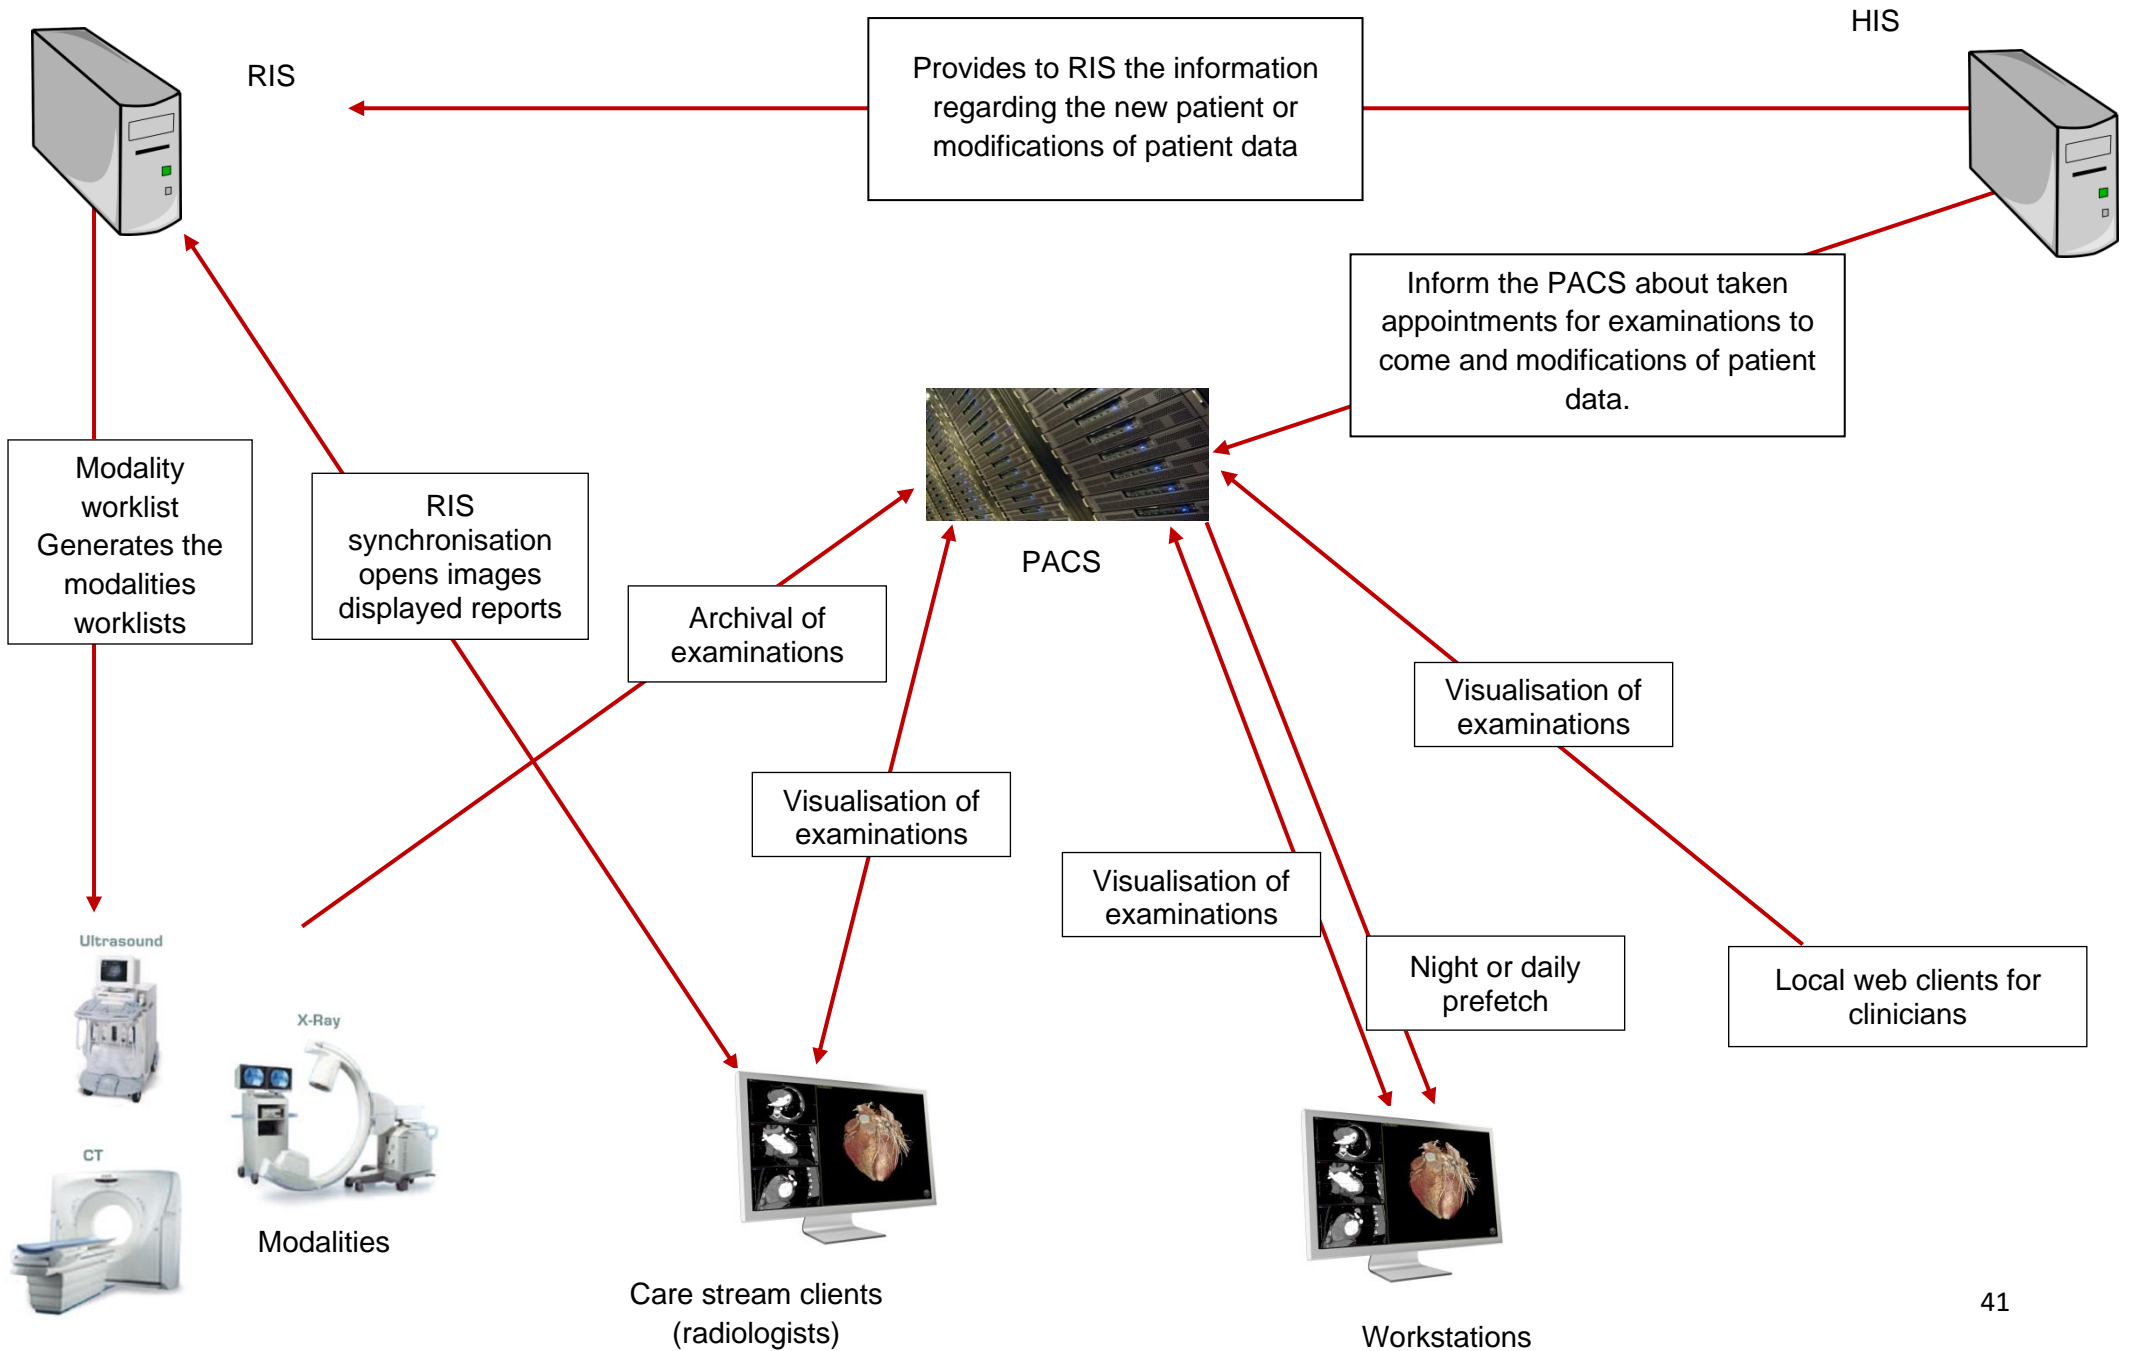 HIS
RIS
Provides to RIS the information
regarding the new patient or
modifications of patient data
Inform the PACS about taken
appointments for examinations to
come and modifications of patient
data.
Modality
worklist
Generates the
modalities
worklists
RIS
synchronisation
opens images
displayed reports
PACS
Archival of
examinations
Visualisation of
examinations
Visualisation of
examinations
Visualisation of
examinations
Night or daily
prefetch
Local web clients for
clinicians
Ultrasound
X-Ray
CT
Modalities
Care stream clients
(radiologists)
Workstations
41